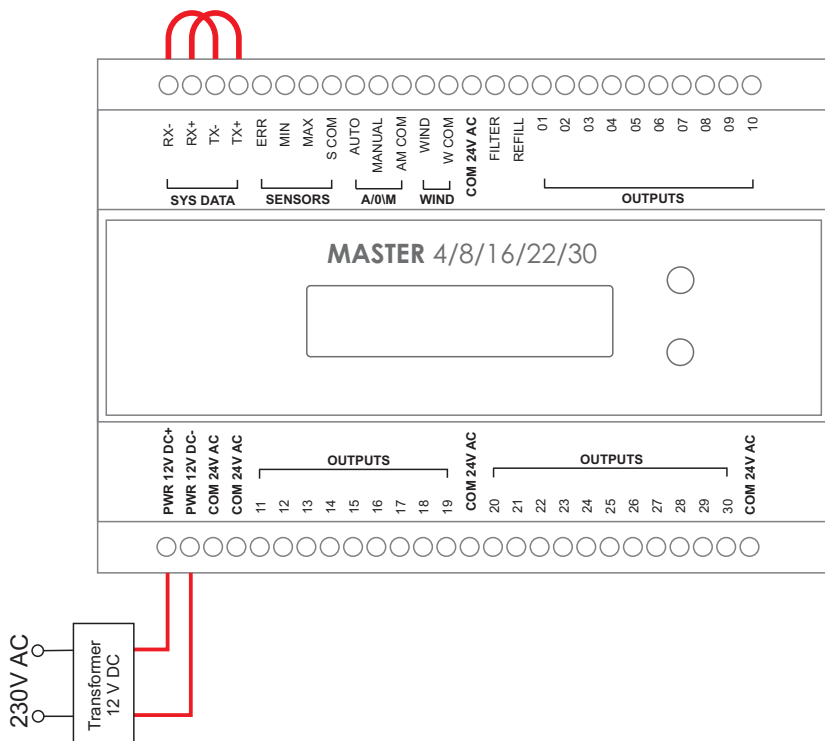 RX-
RX+
TX-
TX+
ERR
MIN
MAX
S COM
AUTO
MANUAL
AM COM
WIND
W COM
COM 24V AC
FILTER
REFILL
01
02
03
04
05
06
07
08
09
10
SYS DATA
SENSORS
A/0\M
WIND
OUTPUTS
MASTER 4/8/16/22/30
OUTPUTS
OUTPUTS
PWR 12V DC+
PWR 12V DC-
COM 24V AC
COM 24V AC
11
12
13
14
15
16
17
18
19
COM 24V AC
20
21
22
23
24
25
26
27
28
29
30
COM 24V AC
230V AC
Transformer
12 V DC